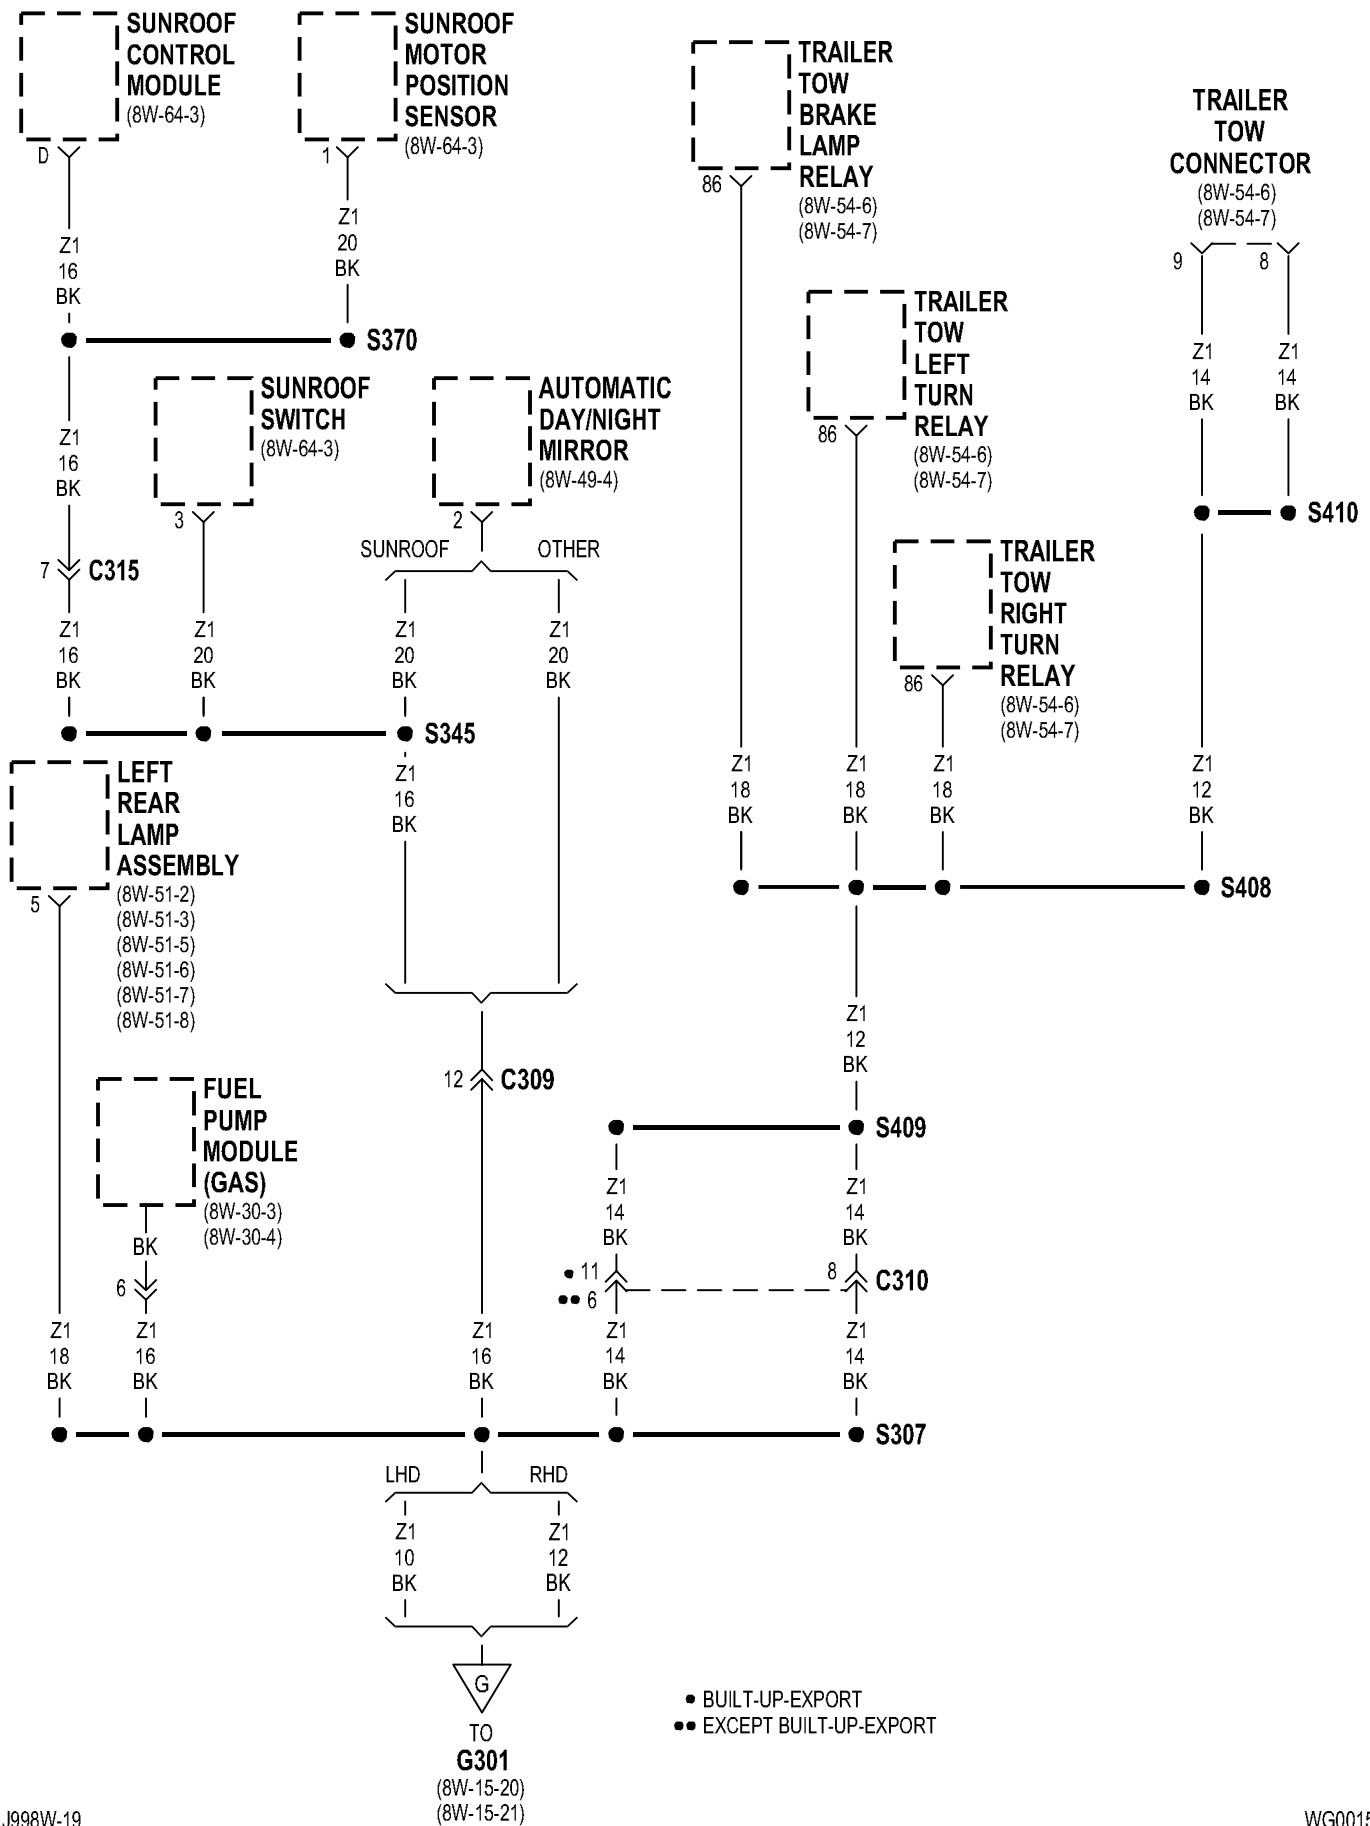 SUNROOF
CONTROL
MODULE
(8W-64-3)
D
SUNROOF
MOTOR
POSITION
SENSOR
(8W-64-3)
1
TRAILER
TOW
BRAKE
LAMP
RELAY
(8W-54-6)
(8W-54-7)
86
TRAILER
TOW
CONNECTOR
(8W-54-6)
(8W-54-7)
9
8
Z1
16
BK
Z1
20
BK
S370
TRAILER
TOW
LEFT
TURN
RELAY
(8W-54-6)
(8W-54-7)
86
Z1
14
BK
Z1
14
BK
S410
Z1
16
BK
SUNROOF
SWITCH
(8W-64-3)
3
AUTOMATIC
DAY/NIGHT
MIRROR
(8W-49-4)
2
SUNROOF
OTHER
7
C315
TRAILER
TOW
RIGHT
TURN
RELAY
(8W-54-6)
(8W-54-7)
86
Z1
16
BK
Z1
20
BK
Z1
20
BK
Z1
20
BK
S345
LEFT
REAR
LAMP
ASSEMBLY
(8W-51-2)
(8W-51-3)
(8W-51-5)
(8W-51-6)
(8W-51-7)
(8W-51-8)
5
Z1
16
BK
Z1
18
BK
Z1
18
BK
Z1
18
BK
Z1
12
BK
S408
Z1
12
BK
FUEL
PUMP
MODULE
(GAS)
(8W-30-3)
(8W-30-4)
BK
6
12
C309
S409
Z1
14
BK
Z1
14
BK
• 11
•• 6
8
C310
Z1
18
BK
Z1
16
BK
Z1
16
BK
Z1
14
BK
Z1
14
BK
S307
LHD
RHD
Z1
10
BK
Z1
12
BK
G
TO
G301
(8W-15-20)
(8W-15-21)
• BUILT-UP-EXPORT
•• EXCEPT BUILT-UP-EXPORT
J998W-19
WG0015